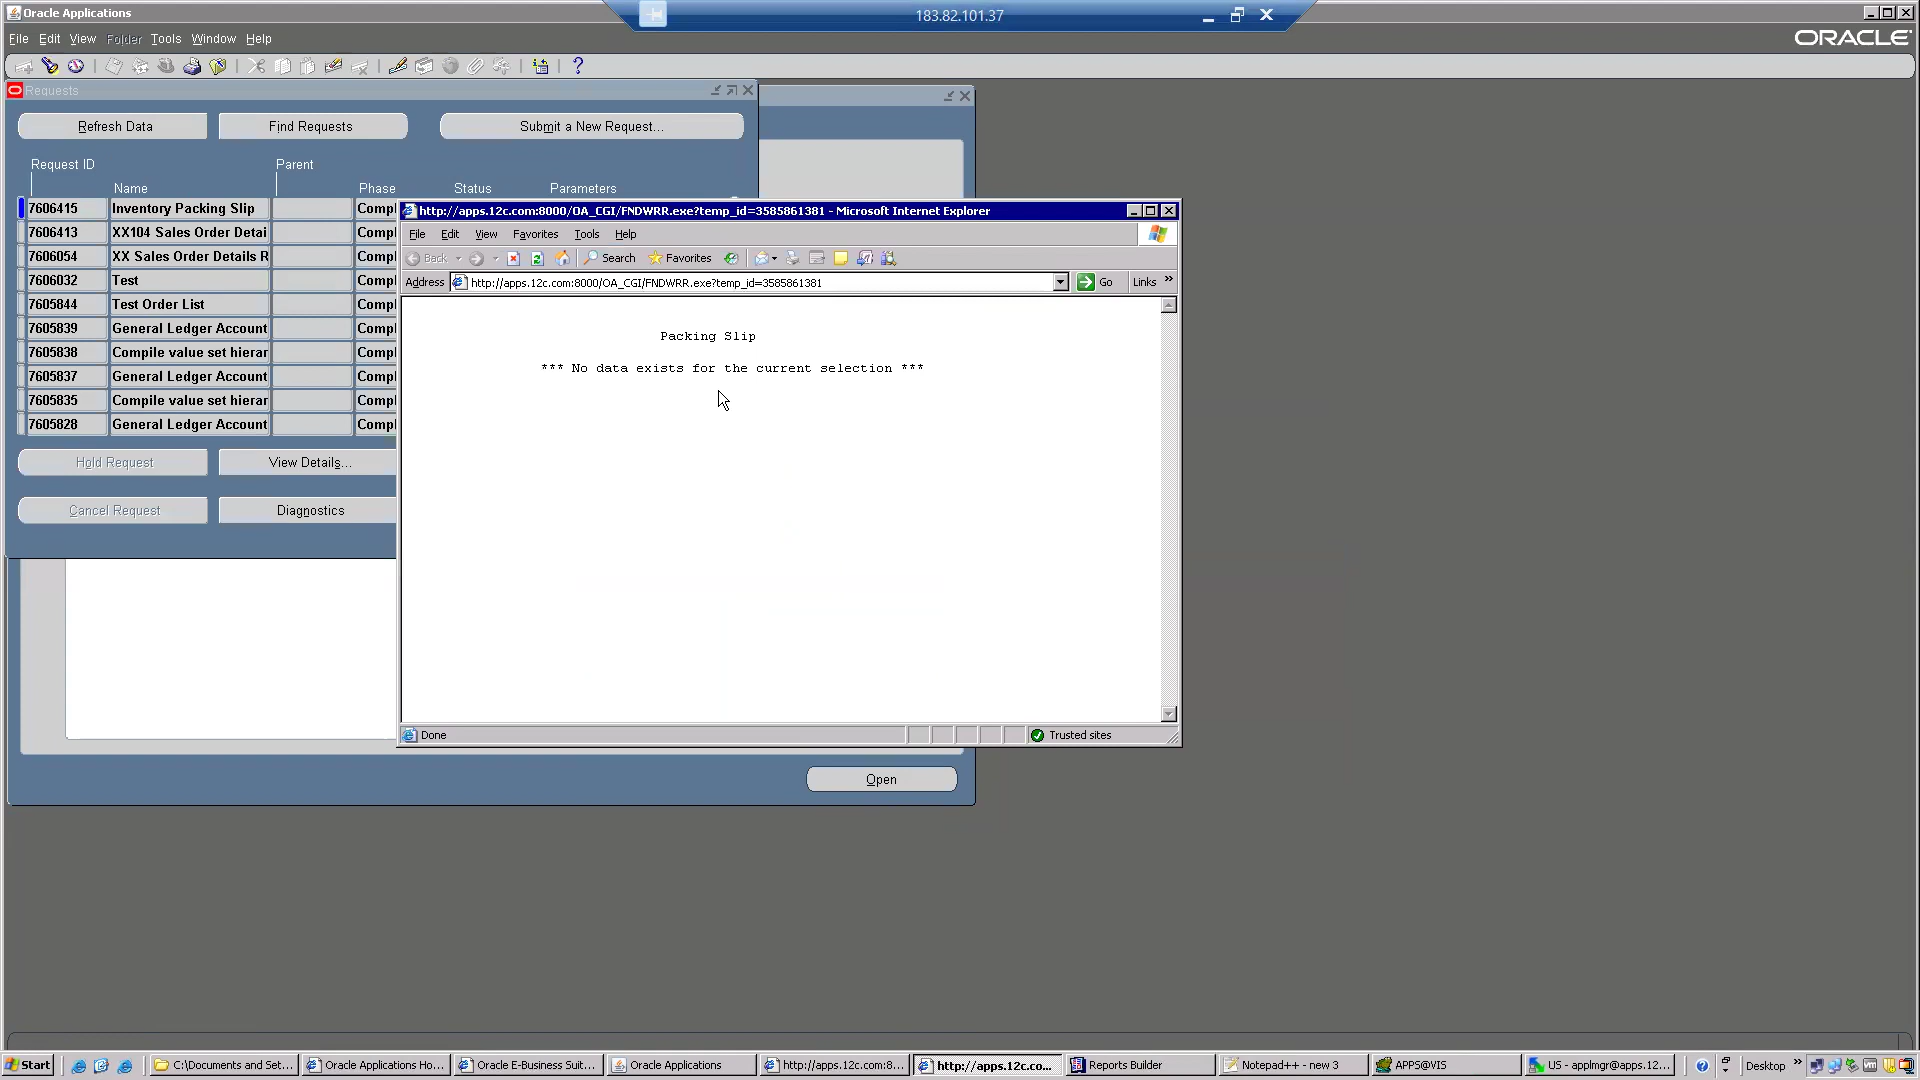 Oracle Applications
183.82.101.37
File Edit View Folder Tools Window Help
ORACLE
Requests
Refresh Data
Find Requests
Submit a New Request...
Request ID
Parent
Name
Phase
Status
Parameters
7606415 Inventory Packing Slip Compl
7606413 XX104 Sales Order Detai Compl
7606054 XX Sales Order Details R Compl
7606032 Test Compl
7605844 Test Order List Compl
7605839 General Ledger Account Compl
7605838 Compile value set hierar Compl
7605837 General Ledger Account Compl
7605835 Compile value set hierar Compl
7605828 General Ledger Account Compl
Hold Request
View Details...
Cancel Request
Diagnostics
http://apps.12c.com:8000/OA_CGI/FNDWRR.exe?temp_id=3585861381 - Microsoft Internet Explorer
File Edit View Favorites Tools Help
Back Search Favorites
Address http://apps.12c.com:8000/OA_CGI/FNDWRR.exe?temp_id=3585861381 Go Links »
Packing Slip
*** No data exists for the current selection ***
Done
Trusted sites
Open
Start
C:\Documents and Set...
Oracle Applications Ho...
Oracle E-Business Suit...
Oracle Applications
http://apps.12c.com:8...
http://apps.12c.co...
Reports Builder
Notepad++ - new 3
APPS@VIS
US - applmgr@apps.12...
Desktop »